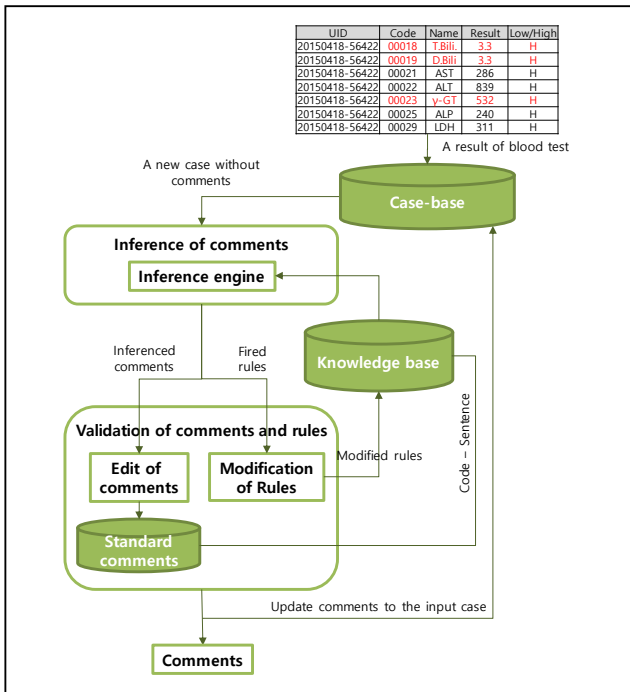 UID Code Name Result Low/High
20150418-56422 00018 T.Bili. 3.3 H
20150418-56422 00019 D.Bili 3.3 H
20150418-56422 00021 AST 286 H
20150418-56422 00022 ALT 839 H
20150418-56422 00023 γ-GT 532 H
20150418-56422 00025 ALP 240 H
20150418-56422 00029 LDH 311 H
A result of blood test
A new case without
comments
Case-base
Inference of comments
Inference engine
Inferenced
comments
Fired
rules
Knowledge base
Validation of comments and rules
Edit of
comments
Modification
of Rules
Modified rules
Code – Sentence
Standard
comments
Update comments to the input case
Comments